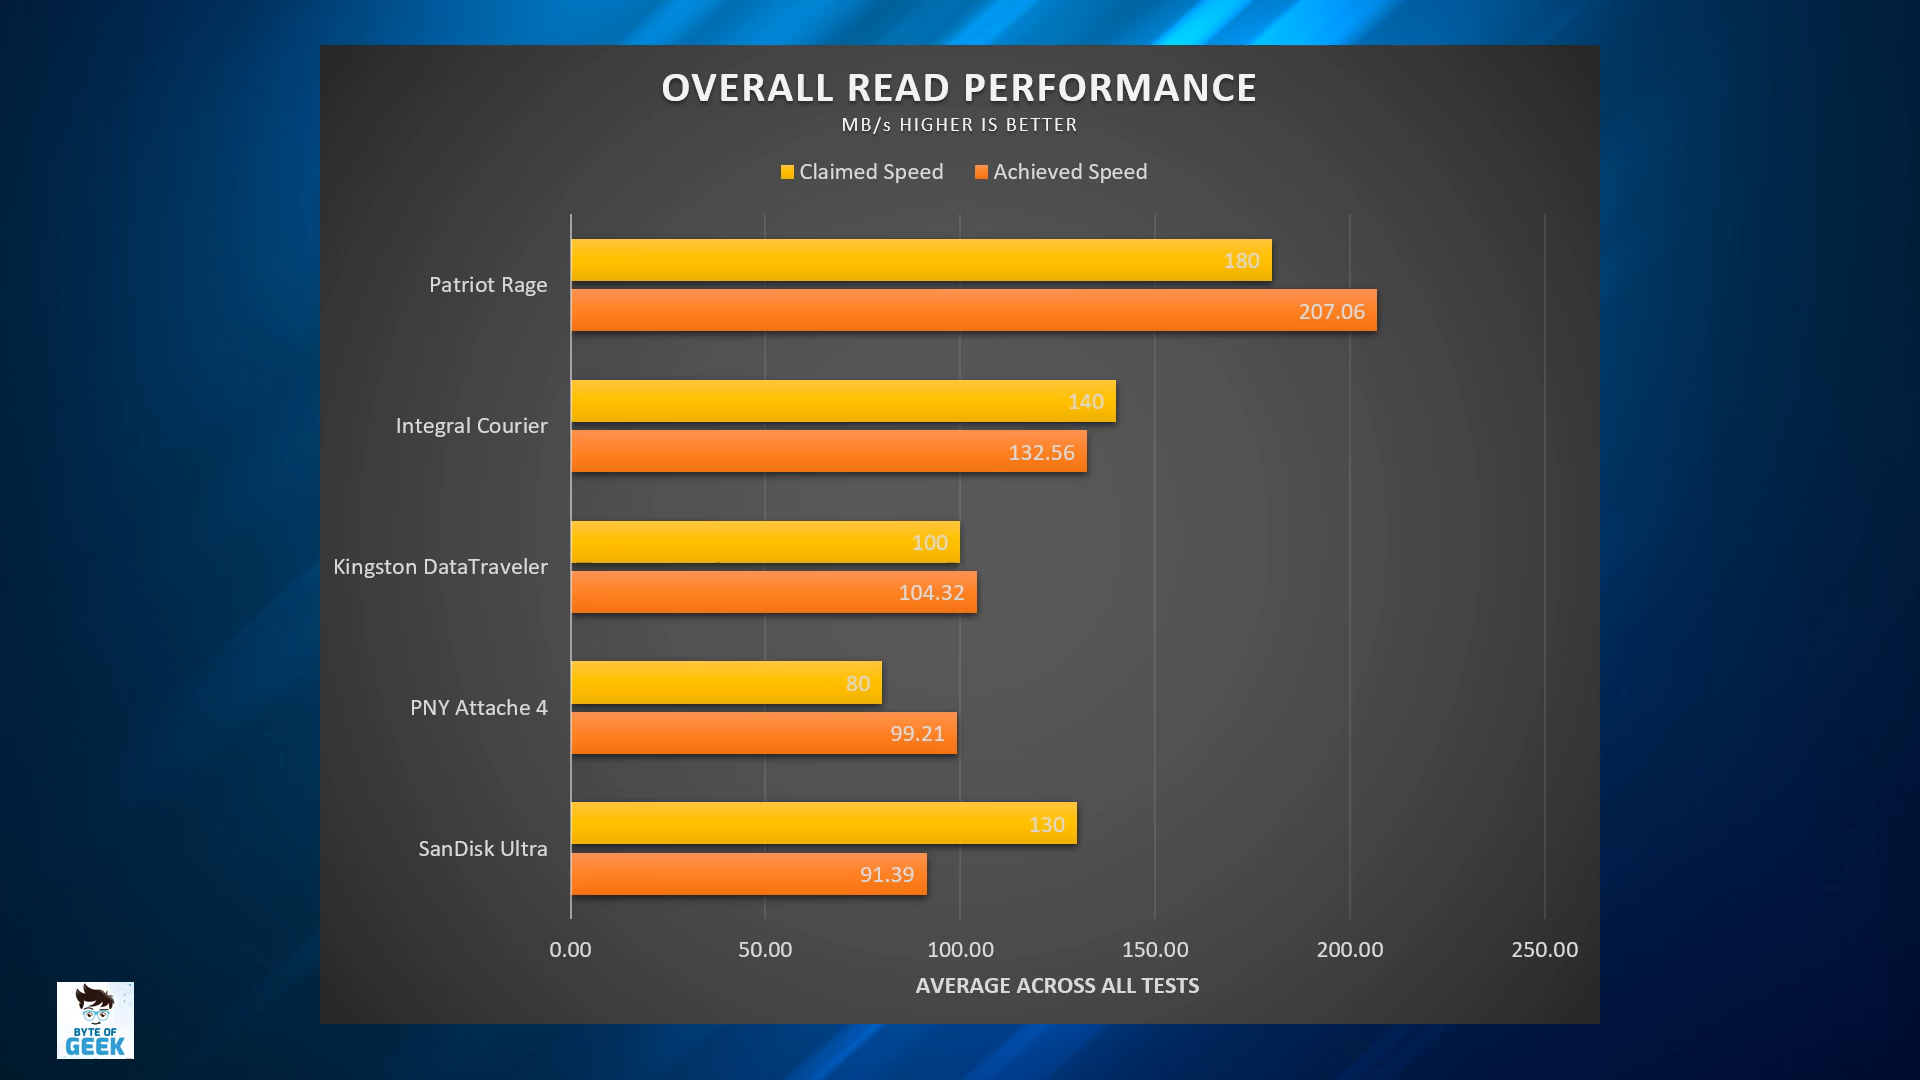 OVERALL READ PERFORMANCE
MB/s HIGHER IS BETTER
Claimed Speed Achieved Speed
Patriot Rage
180
207.06
Integral Courier
140
132.56
Kingston DataTraveler
100
104.32
PNY Attache 4
80
99.21
SanDisk Ultra
130
91.39
0.00 50.00 100.00 150.00 200.00 250.00
AVERAGE ACROSS ALL TESTS
BYTE OF
GEEK